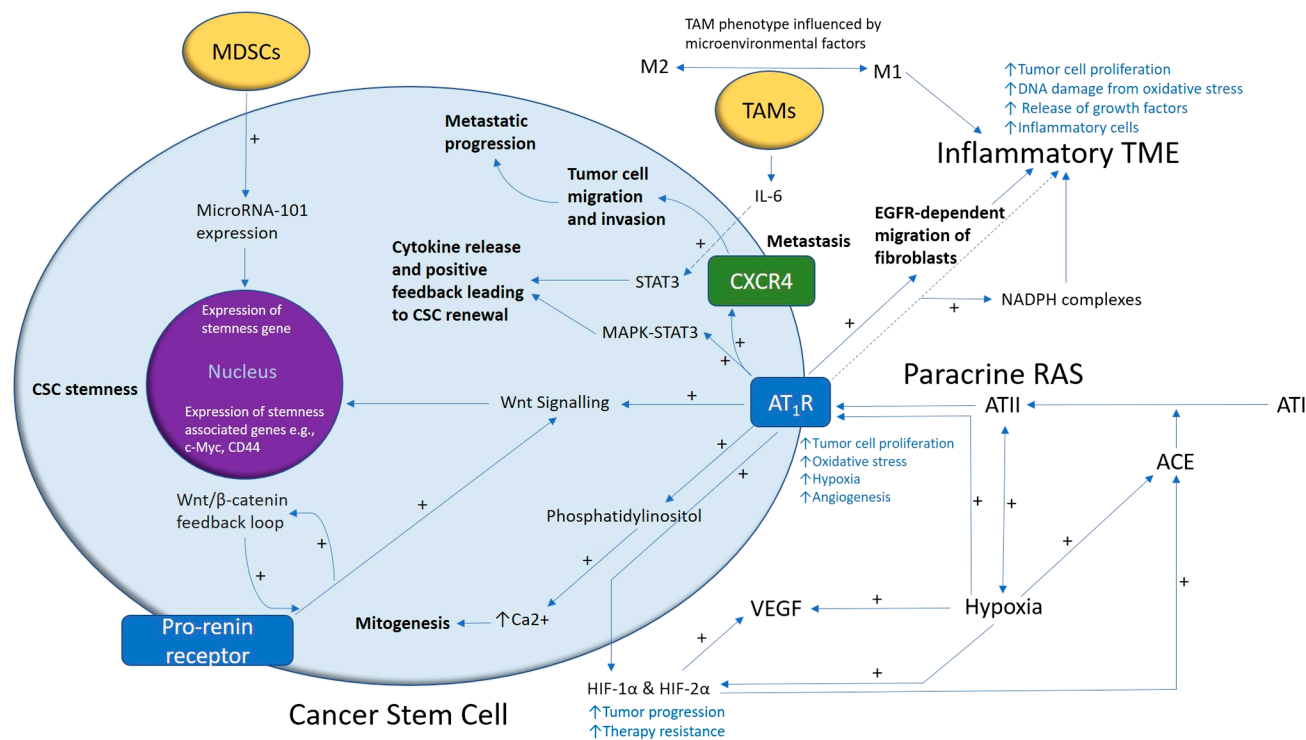 MDSCs
TAM phenotype influenced by
microenvironmental factors
M2
M1
TAMs
↑Tumor cell proliferation
↑DNA damage from oxidative stress
↑ Release of growth factors
↑Inflammatory cells
Inflammatory TME
+
Metastatic
progression
Tumor cell
migration
and invasion
IL-6
MicroRNA-101
expression
EGFR-dependent
migration of
fibroblasts
Metastasis
+
Cytokine release
and positive
feedback leading
to CSC renewal
STAT3
CXCR4
NADPH complexes
+
+
MAPK-STAT3
+
+
Expression of
stemness gene
Nucleus
Expression of stemness
associated genes e.g.,
c-Myc, CD44
CSC stemness
Wnt Signalling
+
AT1R
Paracrine RAS
ATII
ATI
↑Tumor cell proliferation
↑Oxidative stress
↑Hypoxia
↑Angiogenesis
ACE
+
+
Wnt/β-catenin
feedback loop
+
+
+
Phosphatidylinositol
+
+
+
+
+
Pro-renin
receptor
Mitogenesis
↑Ca2+
VEGF
+
Hypoxia
+
+
HIF-1α & HIF-2α
↑Tumor progression
↑Therapy resistance
Cancer Stem Cell